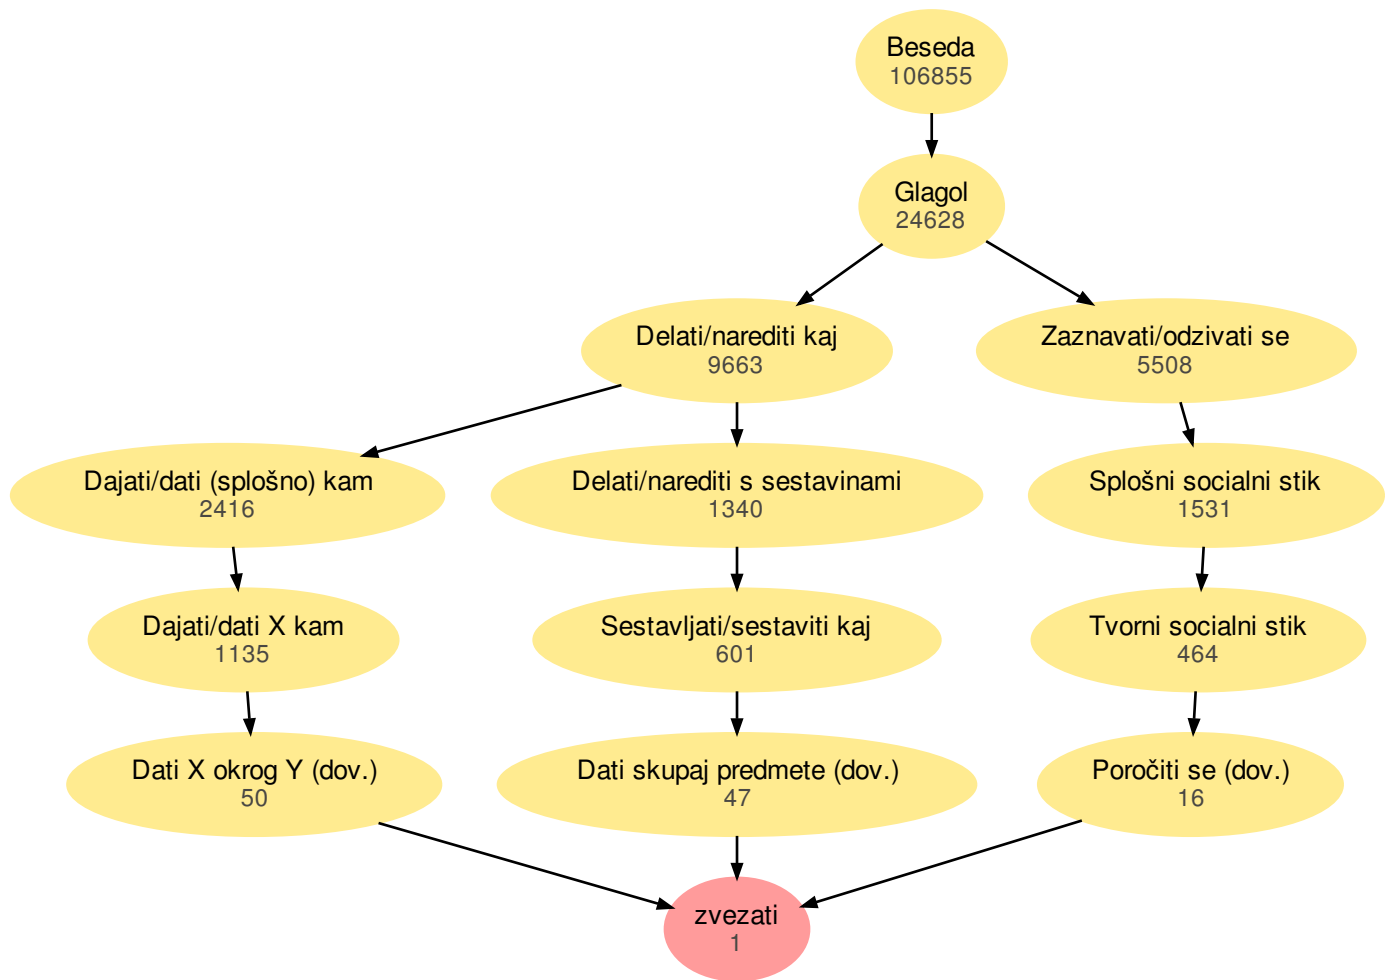 Beseda
106855
Glagol
24628
Delati/narediti kaj
9663
Zaznavati/odzivati se
5508
Dajati/dati (splošno) kam
2416
Delati/narediti s sestavinami
1340
Splošni socialni stik
1531
Dajati/dati X kam
1135
Sestavljati/sestaviti kaj
601
Tvorni socialni stik
464
Dati X okrog Y (dov.)
50
Dati skupaj predmete (dov.)
47
Poročiti se (dov.)
16
zvezati
1